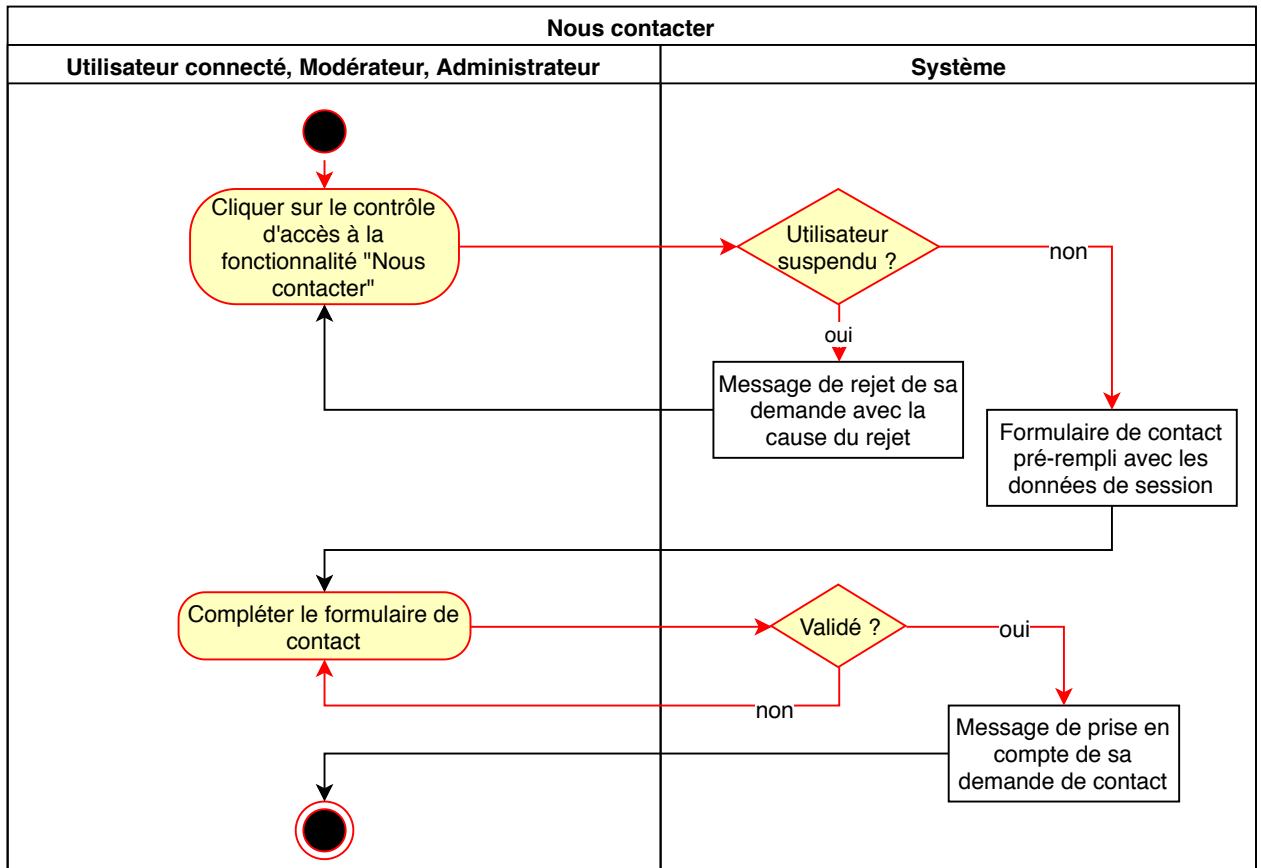 Nous contacter
Utilisateur connecté, Modérateur, Administrateur
Système
Cliquer sur le contrôle
d'accès à la
fonctionnalité "Nous
contacter"
Utilisateur
suspendu ?
non
oui
Message de rejet de sa
demande avec la
cause du rejet
Formulaire de contact
pré-rempli avec les
données de session
Compléter le formulaire de
contact
Validé ?
oui
non
Message de prise en
compte de sa
demande de contact